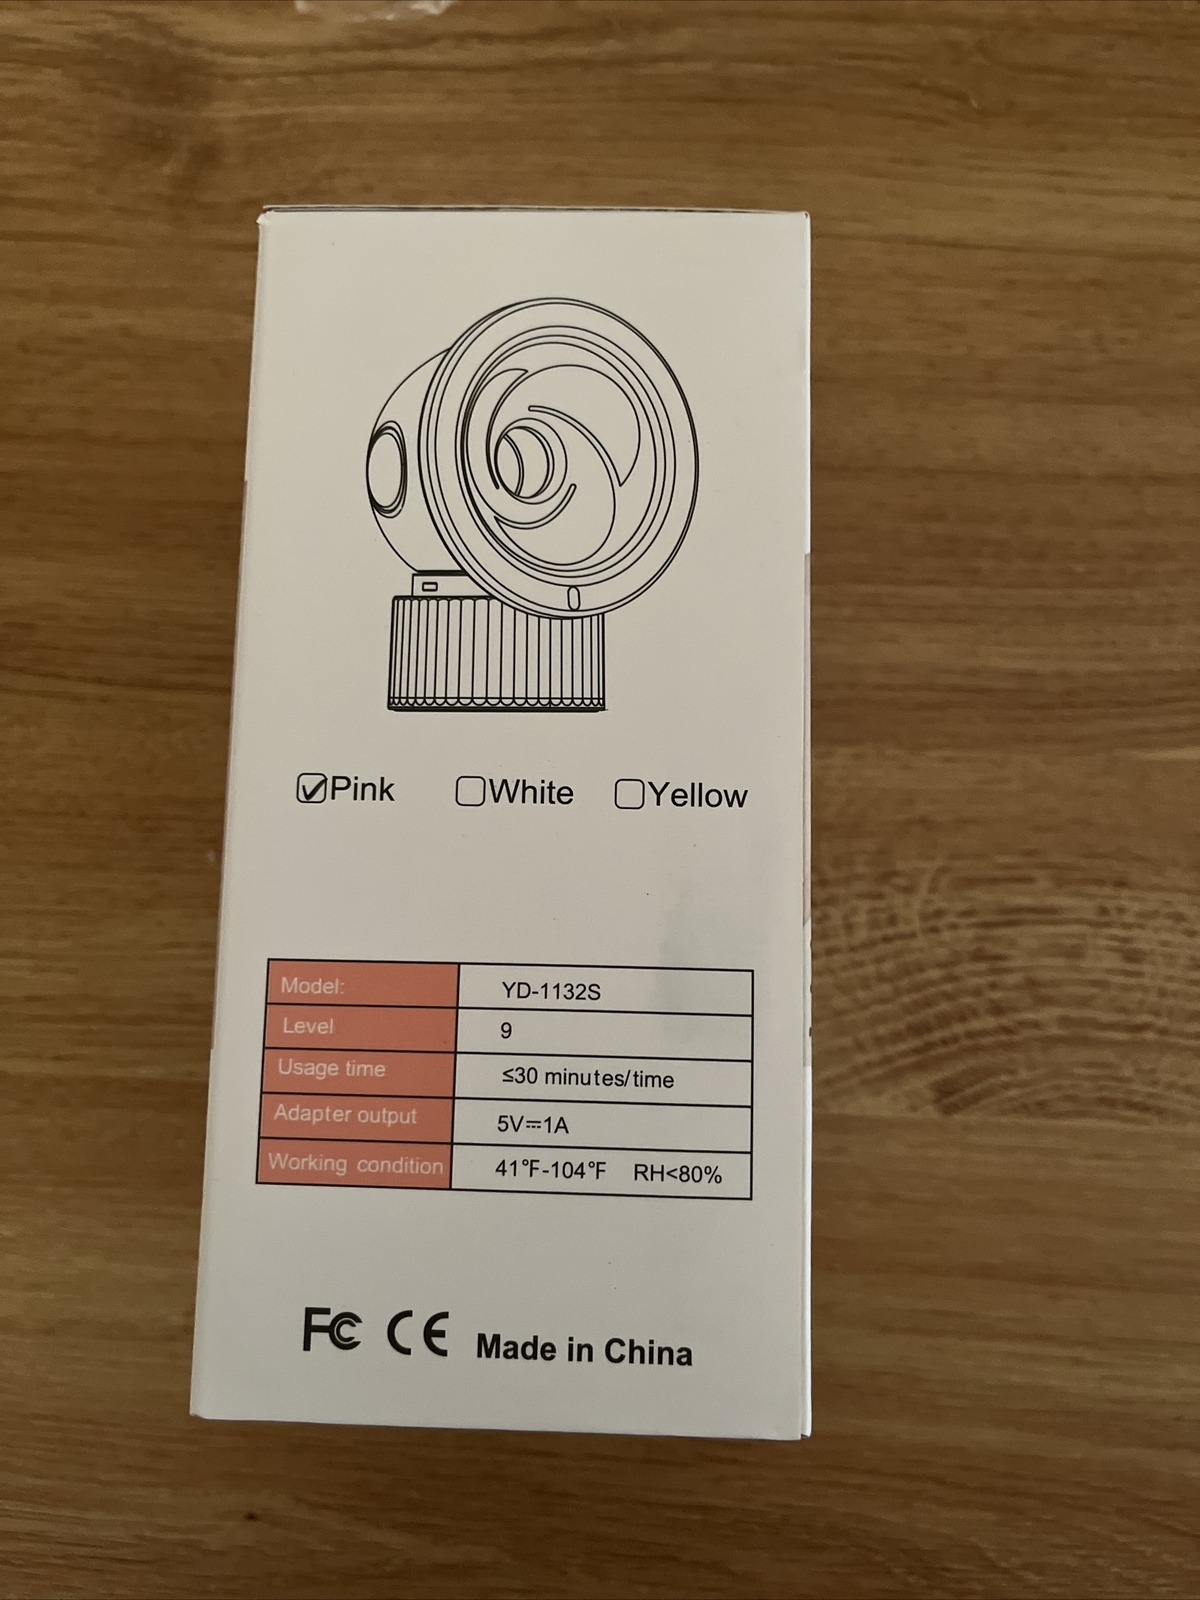 Pink White Yellow
Model: YD-1132S
Level 9
Usage time ≤30 minutes/time
Adapter output 5V⎓1A
Working condition 41℉-104℉ RH<80%
FC CE Made in China